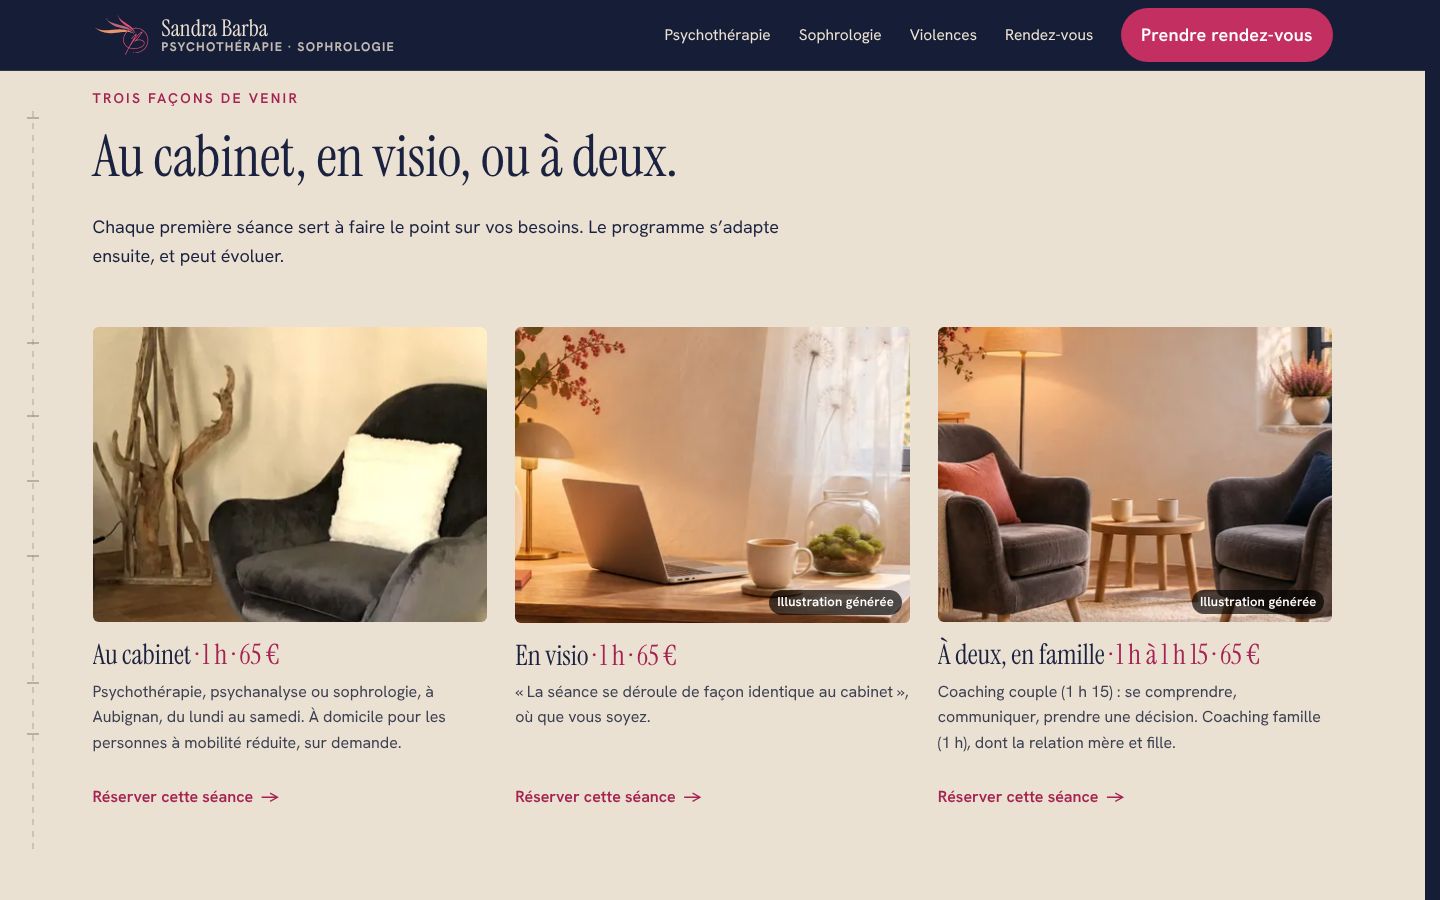 Sandra Barba
PSYCHOTHÉRAPIE · SOPHROLOGIE
Psychothérapie
Sophrologie
Violences
Rendez-vous
Prendre rendez-vous
TROIS FAÇONS DE VENIR
Au cabinet, en visio, ou à deux.
Chaque première séance sert à faire le point sur vos besoins. Le programme s’adapte
ensuite, et peut évoluer.
Au cabinet · 1 h · 65 €
Psychothérapie, psychanalyse ou sophrologie, à
Aubignan, du lundi au samedi. À domicile pour les
personnes à mobilité réduite, sur demande.
Réserver cette séance →
Illustration générée
En visio · 1 h · 65 €
« La séance se déroule de façon identique au cabinet »,
où que vous soyez.
Réserver cette séance →
Illustration générée
À deux, en famille · 1 h à 1 h 15 · 65 €
Coaching couple (1 h 15) : se comprendre,
communiquer, prendre une décision. Coaching famille
(1 h), dont la relation mère et fille.
Réserver cette séance →